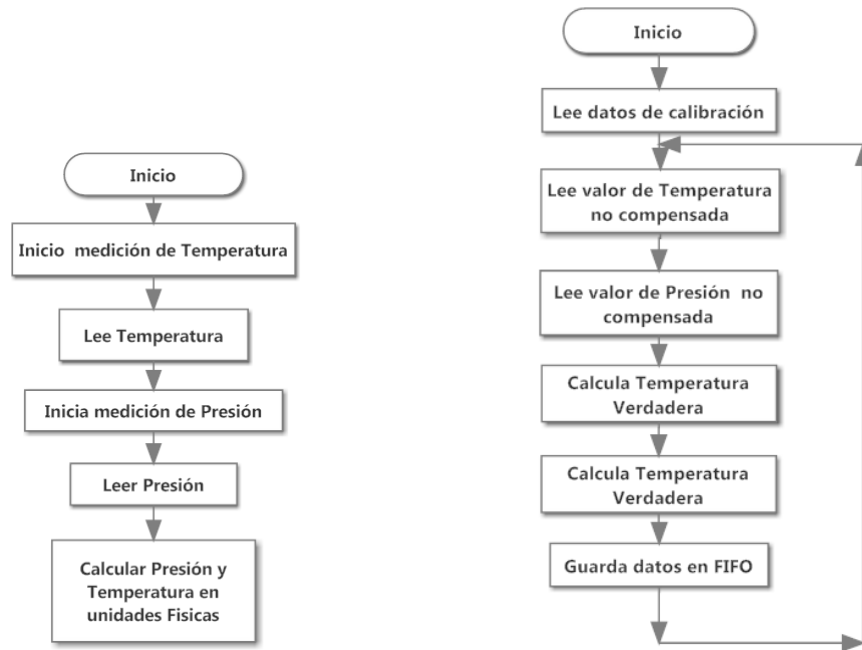 Inicio
Inicio medición de Temperatura
Lee Temperatura
Inicia medición de Presión
Leer Presión
Calcular Presión y
Temperatura en
unidades Fisicas
Inicio
Lee datos de calibración
Lee valor de Temperatura
no compensada
Lee valor de Presión no
compensada
Calcula Temperatura
Verdadera
Calcula Temperatura
Verdadera
Guarda datos en FIFO